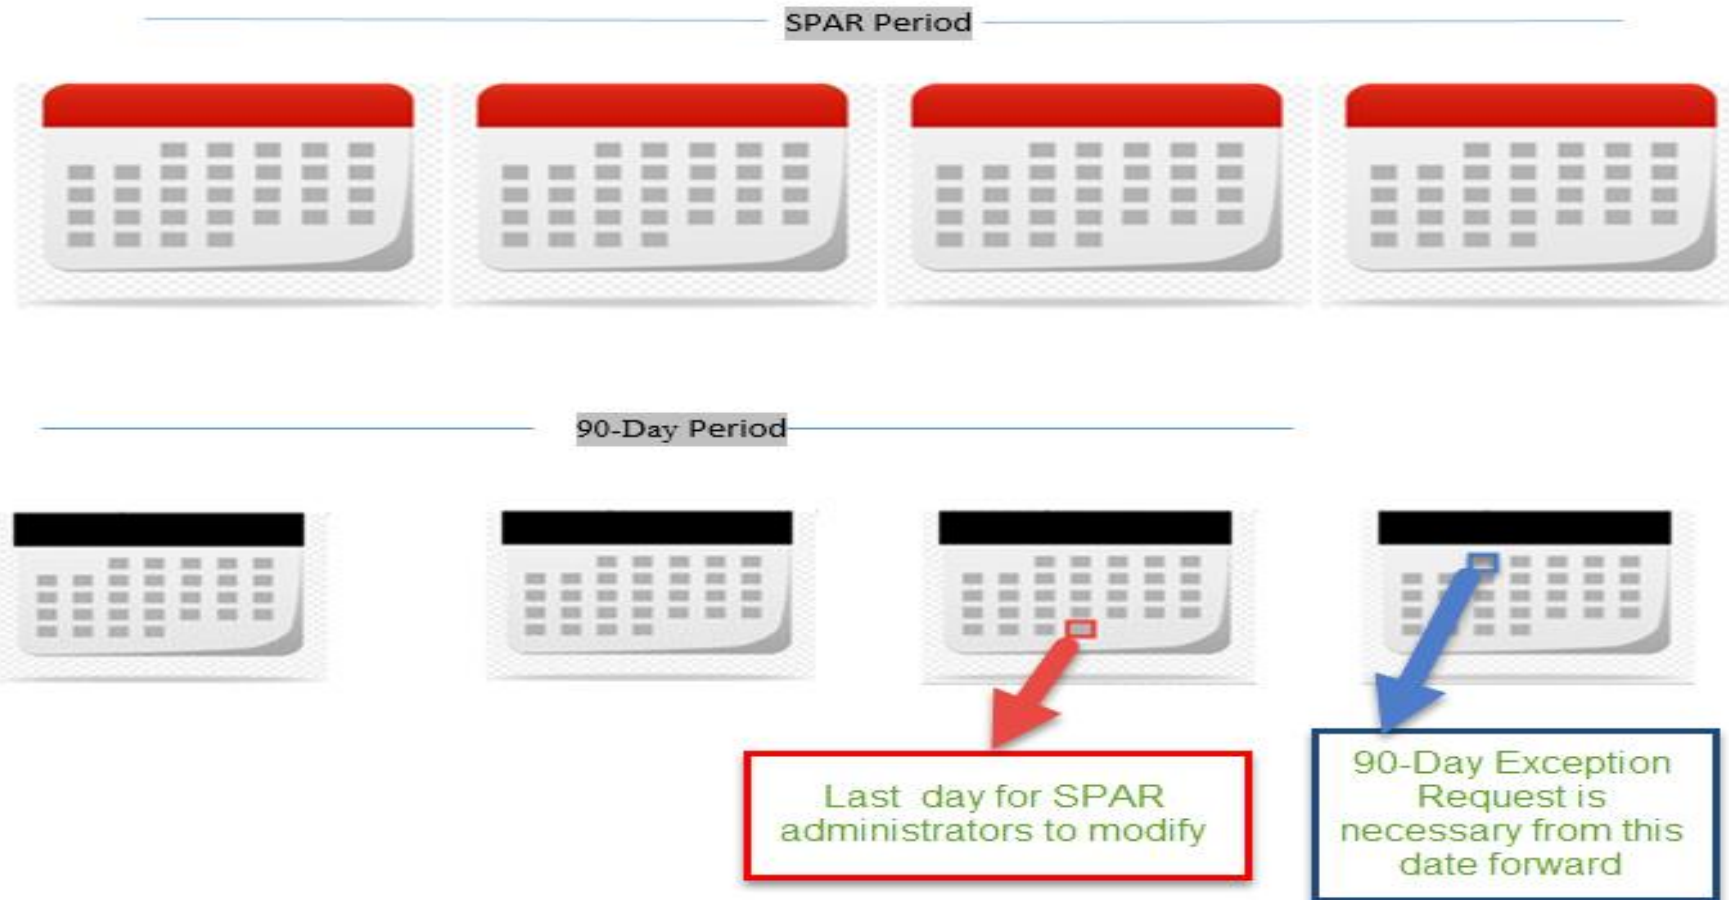 SPAR Period
90-Day Period
Last day for SPAR
administrators to modify
90-Day Exception
Request is
necessary from this
date forward